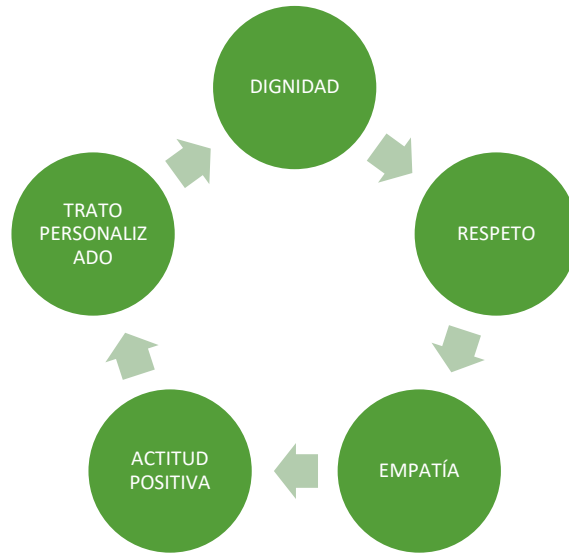 DIGNIDAD
RESPETO
EMPATÍA
ACTITUD
POSITIVA
TRATO
PERSONALIZ
ADO